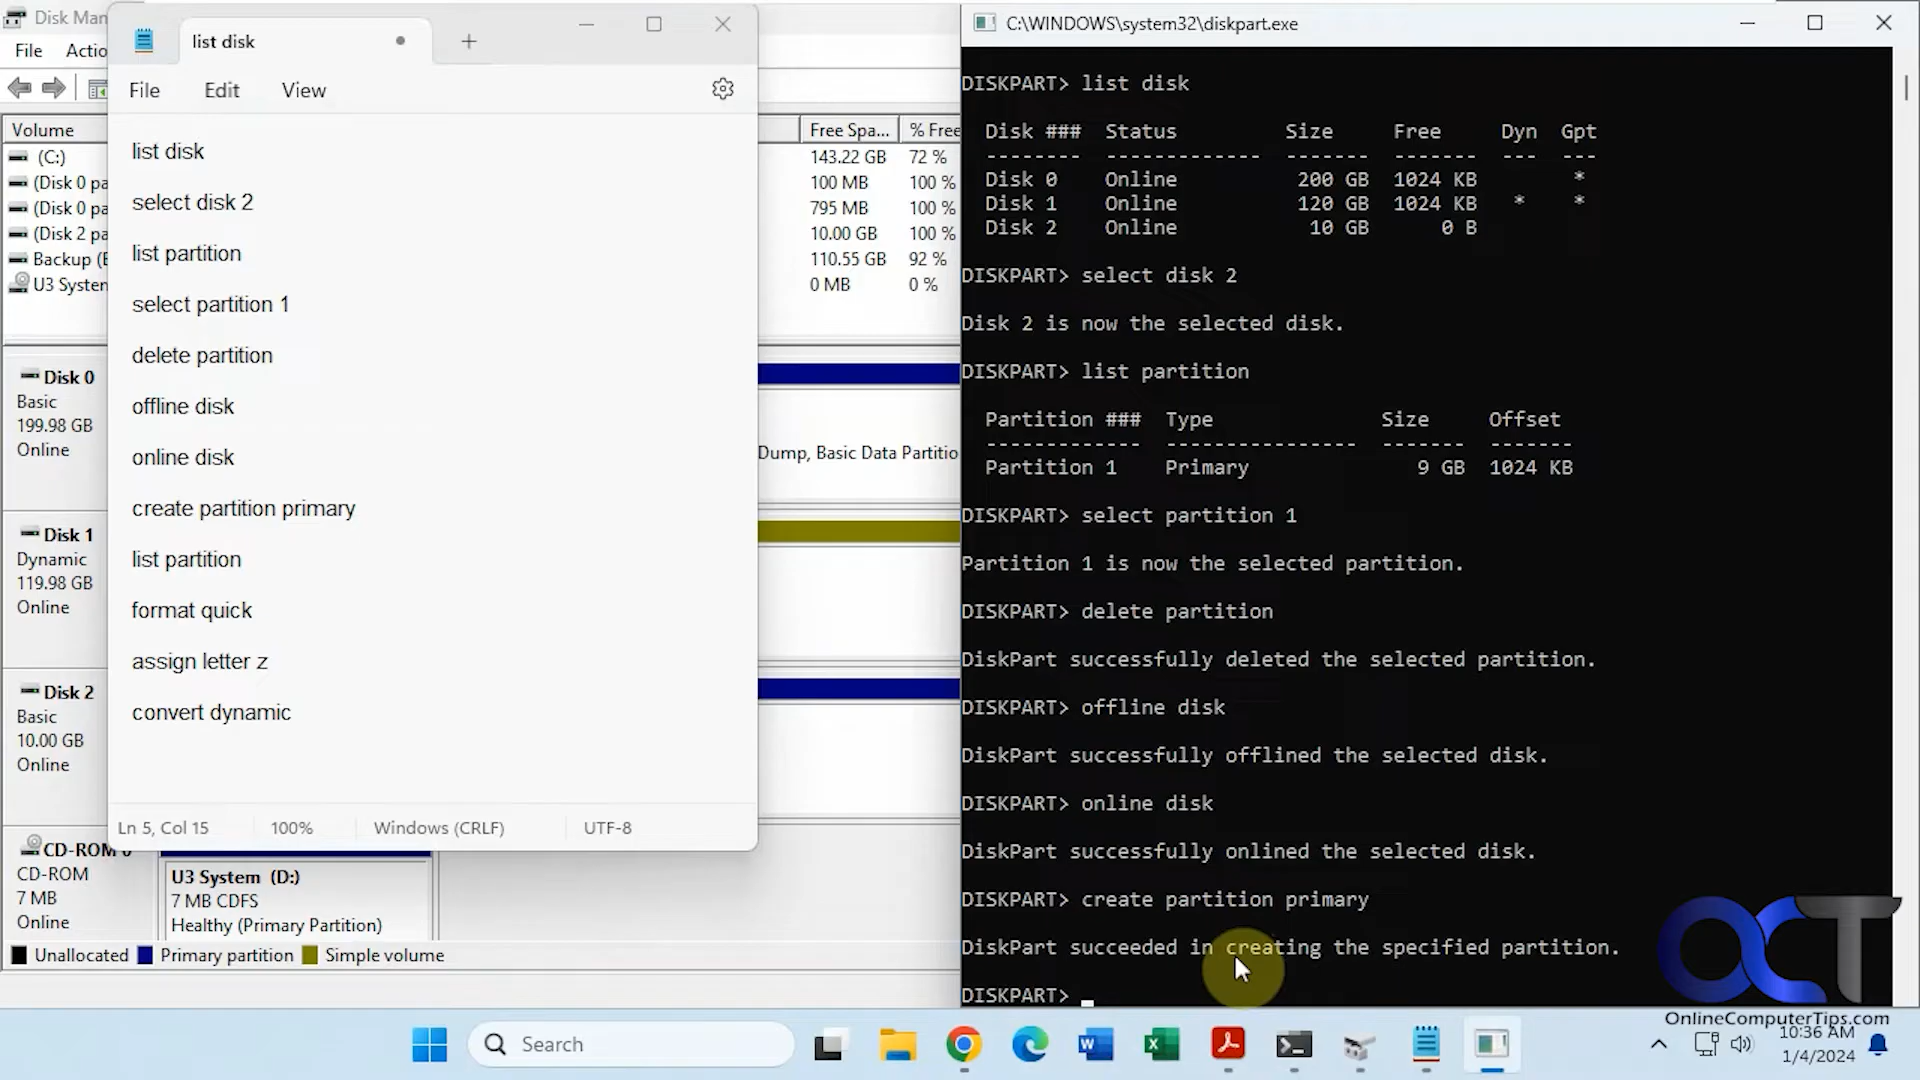 Disk Man
File Actio
Volume Free Spa... % Free
(C:) 143.22 GB 72 %
(Disk 0 pa 100 MB 100 %
(Disk 0 pa 795 MB 100 %
(Disk 2 pa 10.00 GB 100 %
Backup (E 110.55 GB 92 %
U3 System 0 MB 0 %
Disk 0
Basic
199.98 GB
Online
Dump, Basic Data Partitio
Disk 1
Dynamic
119.98 GB
Online
Disk 2
Basic
10.00 GB
Online
CD-ROM 0
CD-ROM
7 MB
Online
U3 System (D:)
7 MB CDFS
Healthy (Primary Partition)
Unallocated Primary partition Simple volume
list disk
File Edit View
list disk
select disk 2
list partition
select partition 1
delete partition
offline disk
online disk
create partition primary
list partition
format quick
assign letter z
convert dynamic
Ln 5, Col 15 100% Windows (CRLF) UTF-8
C:\WINDOWS\system32\diskpart.exe
DISKPART> list disk
Disk ### Status Size Free Dyn Gpt
-------- ------------- ------- ------- --- ---
Disk 0 Online 200 GB 1024 KB *
Disk 1 Online 120 GB 1024 KB * *
Disk 2 Online 10 GB 0 B
DISKPART> select disk 2
Disk 2 is now the selected disk.
DISKPART> list partition
Partition ### Type Size Offset
------------- ---------------- ------- -------
Partition 1 Primary 9 GB 1024 KB
DISKPART> select partition 1
Partition 1 is now the selected partition.
DISKPART> delete partition
DiskPart successfully deleted the selected partition.
DISKPART> offline disk
DiskPart successfully offlined the selected disk.
DISKPART> online disk
DiskPart successfully onlined the selected disk.
DISKPART> create partition primary
DiskPart succeeded in creating the specified partition.
DISKPART>
OCT
OnlineComputerTips.com
Search
10:36 AM
1/4/2024